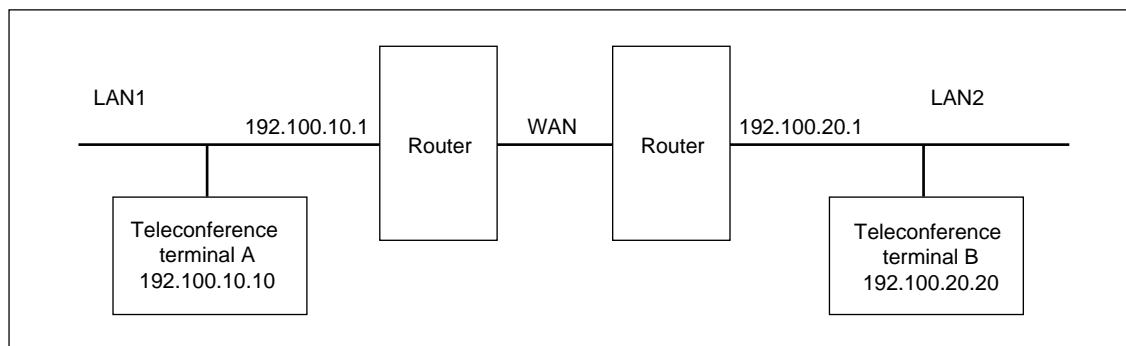 LAN1
LAN2
192.100.10.1
WAN
192.100.20.1
Router
Router
Teleconference
terminal A
192.100.10.10
Teleconference
terminal B
192.100.20.20